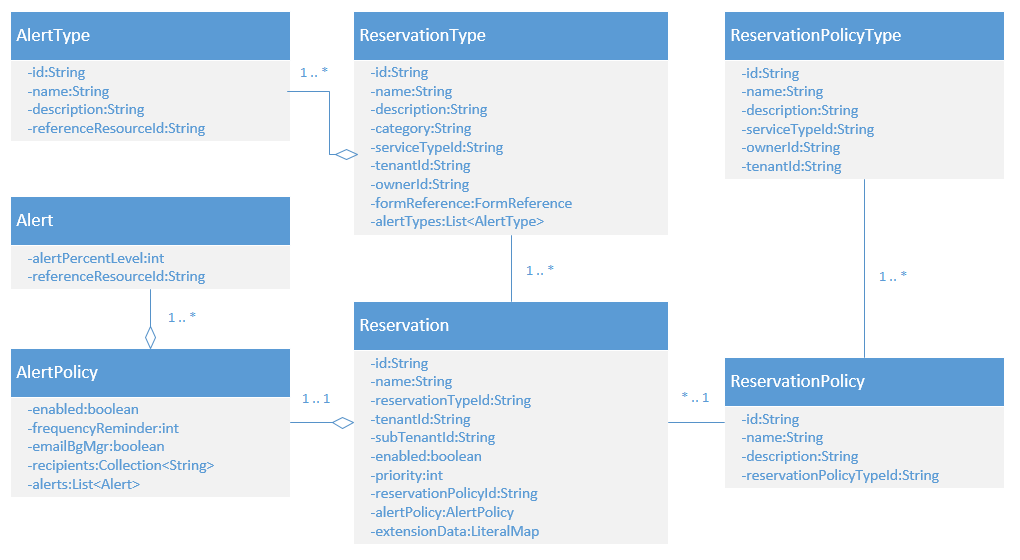 AlertType
-id:String
-name:String
-description:String
-referenceResourceId:String
1 .. *
ReservationType
-id:String
-name:String
-description:String
-category:String
-serviceTypeId:String
-tenantId:String
-ownerId:String
-formReference:FormReference
-alertTypes:List<AlertType>
ReservationPolicyType
-id:String
-name:String
-description:String
-serviceTypeId:String
-ownerId:String
-tenantId:String
Alert
-alertPercentLevel:int
-referenceResourceId:String
1 .. *
1 .. *
1 .. *
AlertPolicy
-enabled:boolean
-frequencyReminder:int
-emailBgMgr:boolean
-recipients:Collection<String>
-alerts:List<Alert>
1 .. 1
Reservation
-id:String
-name:String
-reservationTypeId:String
-tenantId:String
-subTenantId:String
-enabled:boolean
-priority:int
-reservationPolicyId:String
-alertPolicy:AlertPolicy
-extensionData:LiteralMap
* .. 1
ReservationPolicy
-id:String
-name:String
-description:String
-reservationPolicyTypeId:String